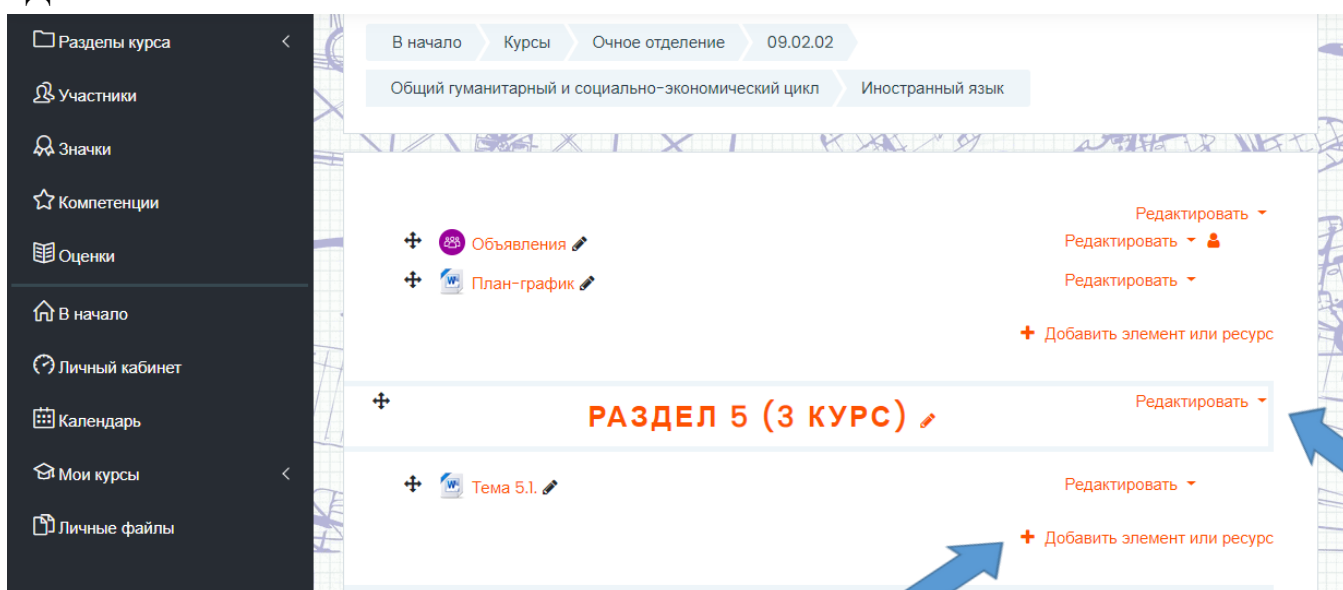 Разделы курса
Участники
Значки
Компетенции
Оценки
В начало
Личный кабинет
Календарь
Мои курсы
Личные файлы
В начало Курсы Очное отделение 09.02.02
Общий гуманитарный и социально-экономический цикл Иностранный язык
Редактировать
Объявления Редактировать
План-график Редактировать
Добавить элемент или ресурс
РАЗДЕЛ 5 (3 КУРС) Редактировать
Тема 5.1. Редактировать
Добавить элемент или ресурс